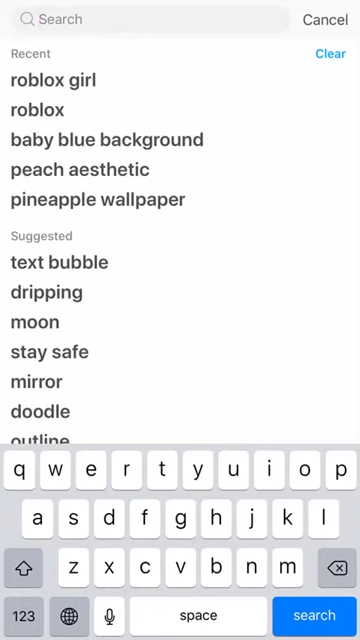 Search
Cancel
Recent
Clear
roblox girl
roblox
baby blue background
peach aesthetic
pineapple wallpaper
Suggested
text bubble
dripping
moon
stay safe
mirror
doodle
outline
q w e r t y u i o p
a s d f g h j k l
z x c v b n m
123 space search